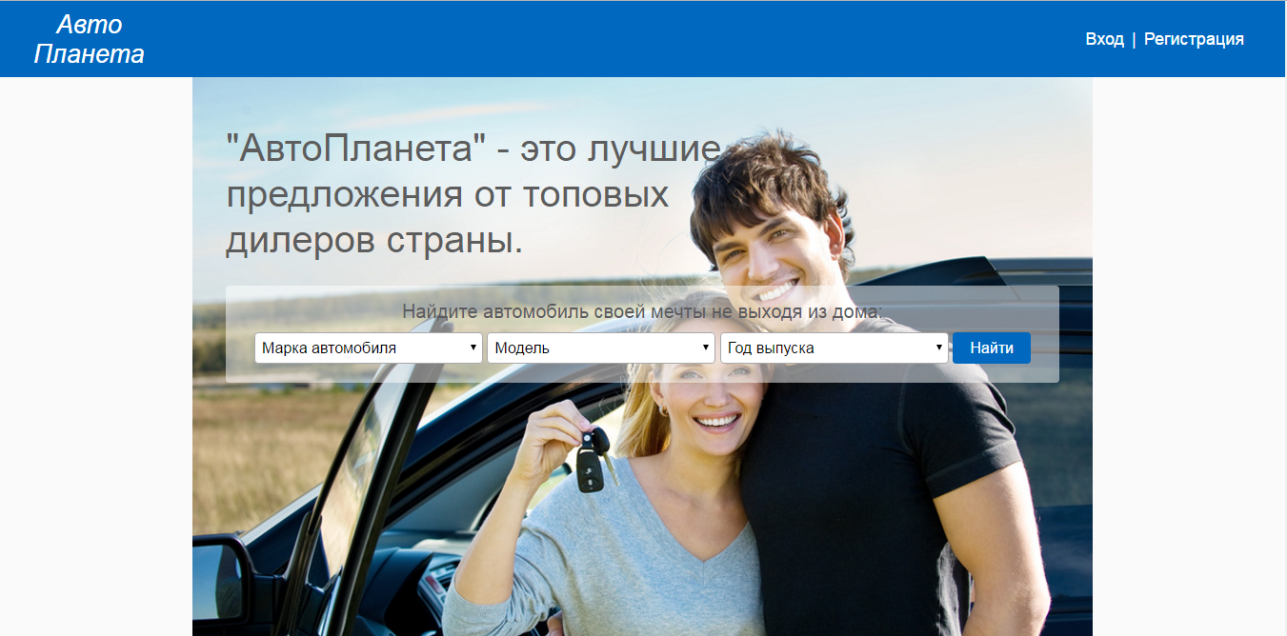 Авто
Планета
Вход | Регистрация
"АвтоПланета" - это лучшие
предложения от топовых
дилеров страны.
Найдите автомобиль своей мечты не выходя из дома:
Марка автомобиля
Модель
Год выпуска
Найти